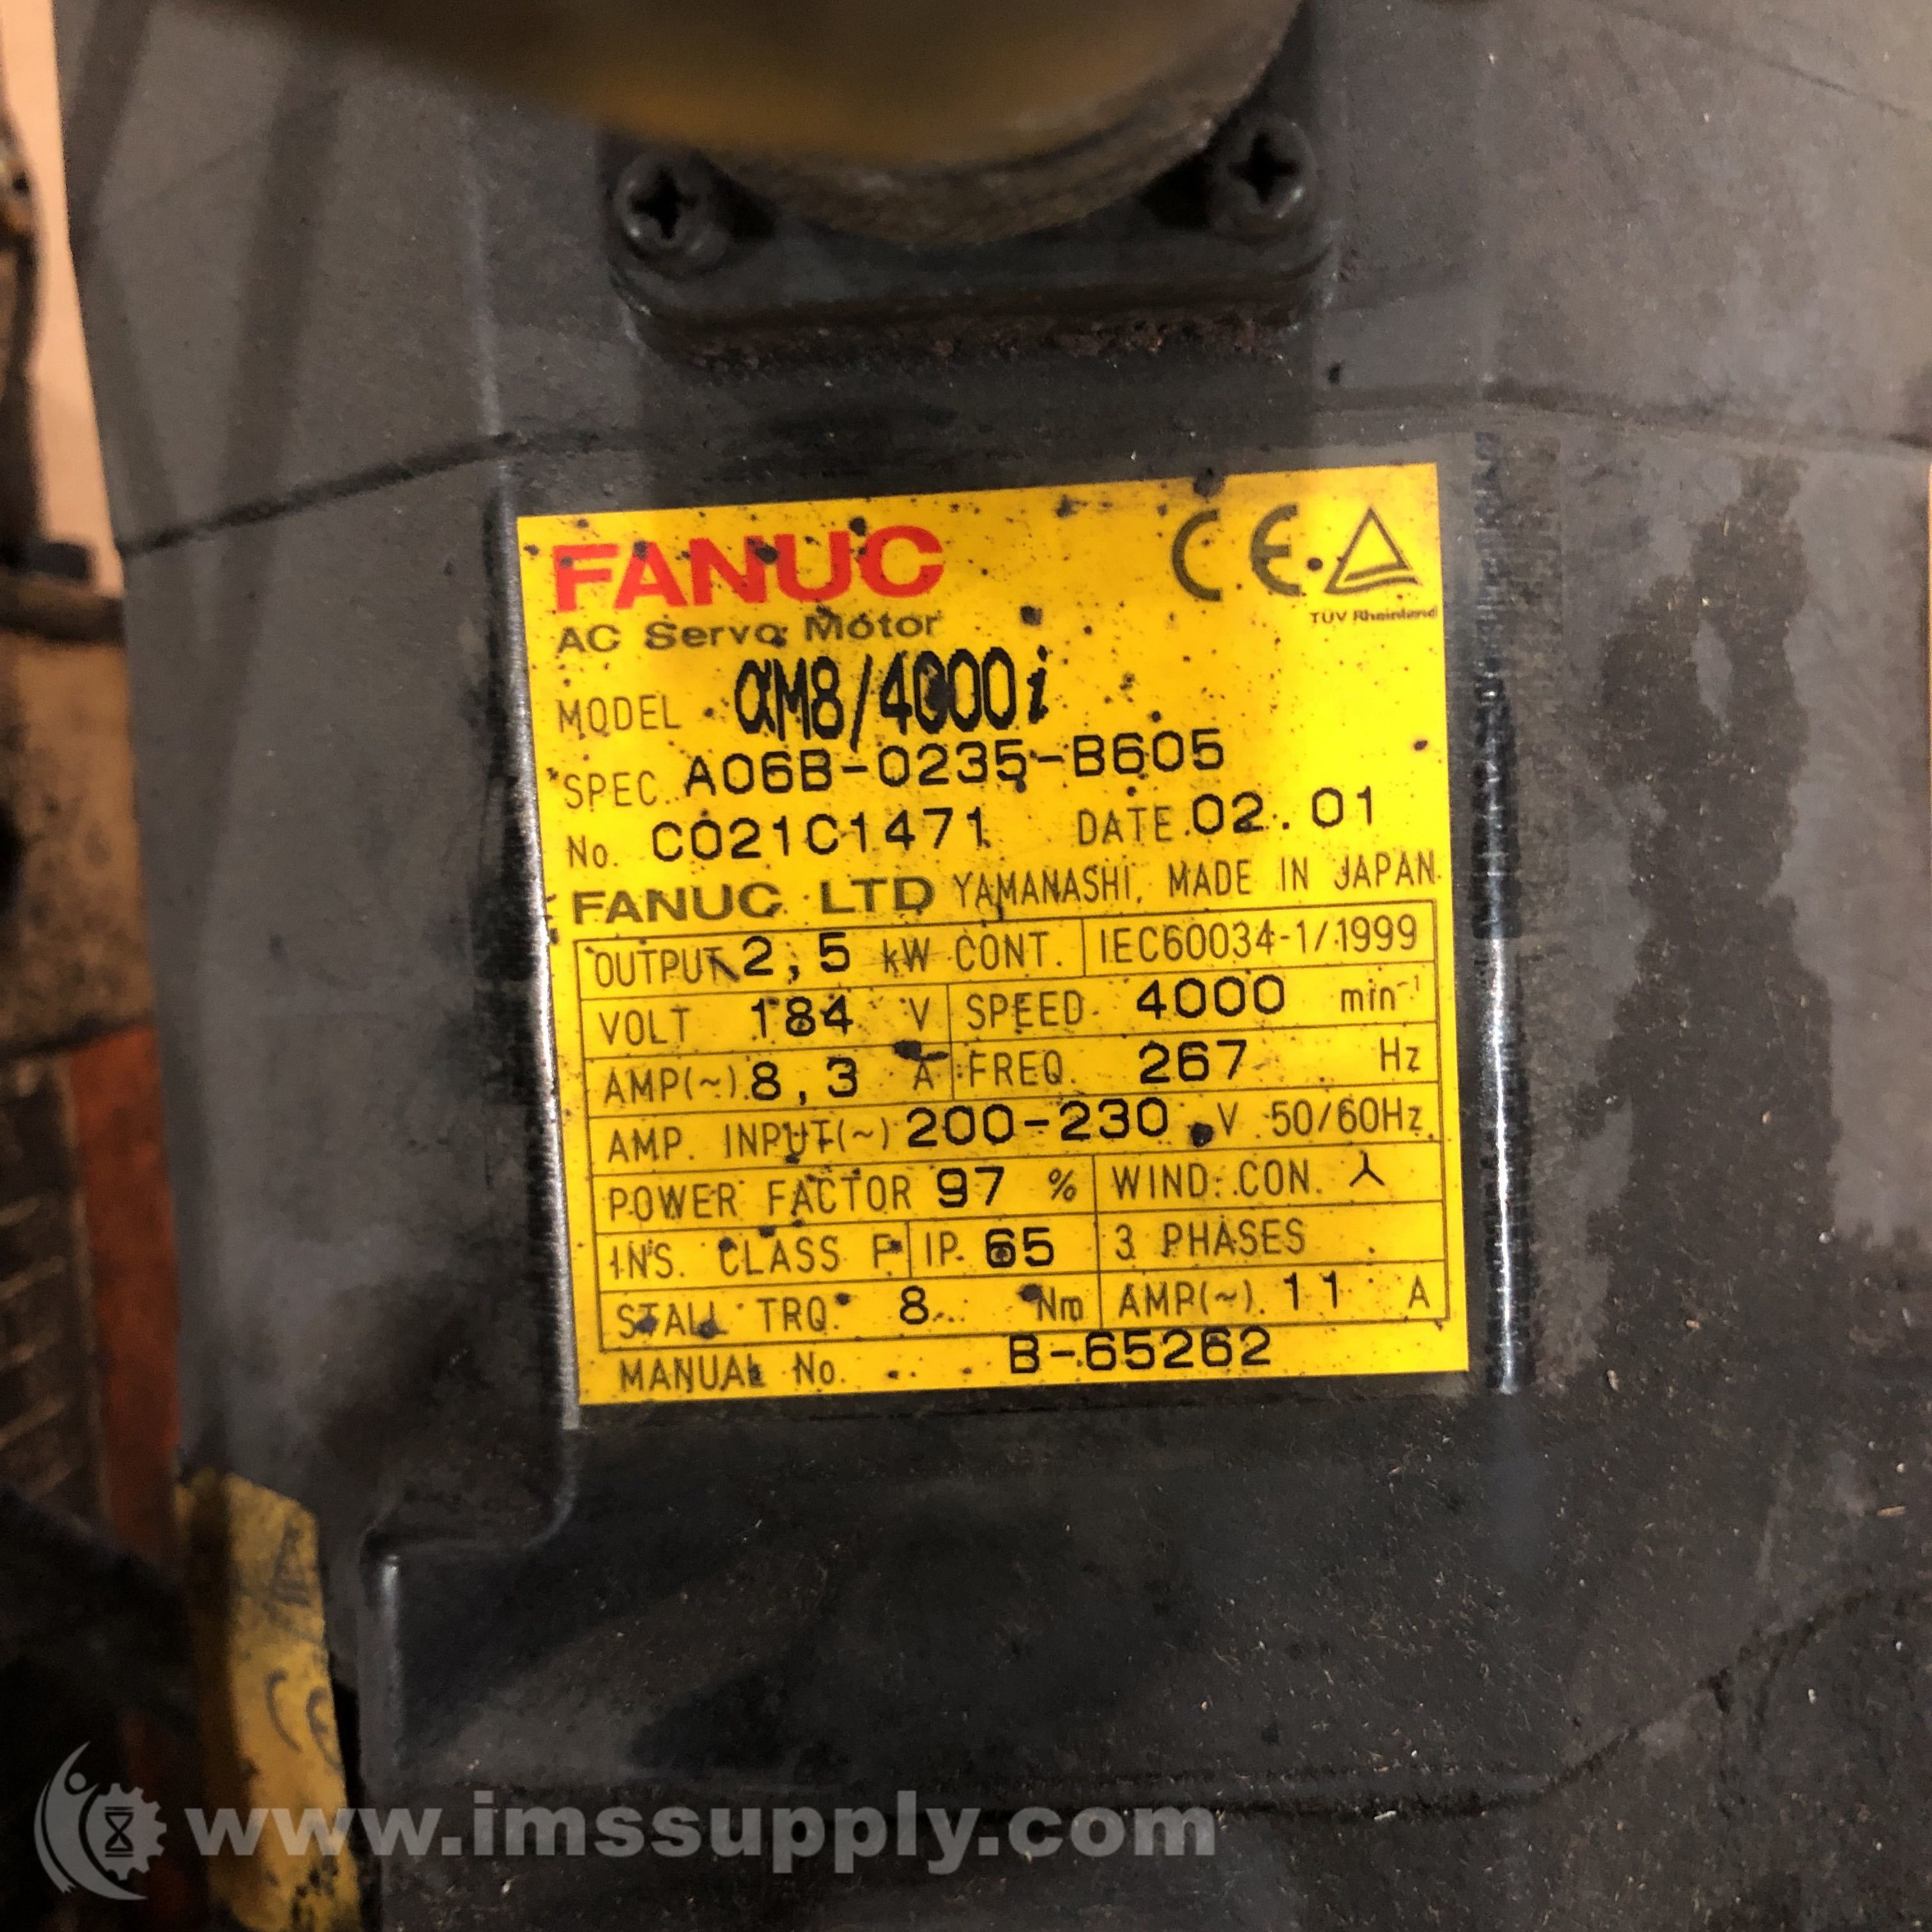 FANUC CE TÜV Rheinland
AC Servo Motor
MODEL αM8/4000i
SPEC. A06B-0235-B605
No. C021C1471 DATE 02.01
FANUC LTD YAMANASHI, MADE IN JAPAN
OUTPUT 2,5 kW CONT. IEC60034-1/1999
VOLT 184 V SPEED 4000 min⁻¹
AMP(~) 8,3 A FREQ. 267 Hz
AMP. INPUT(~) 200-230 V 50/60Hz
POWER FACTOR 97 % WIND. CON. ⅄
INS. CLASS F IP 65 3 PHASES
STALL TRQ. 8 Nm AMP(~) 11 A
MANUAL No. B-65262
www.imssupply.com